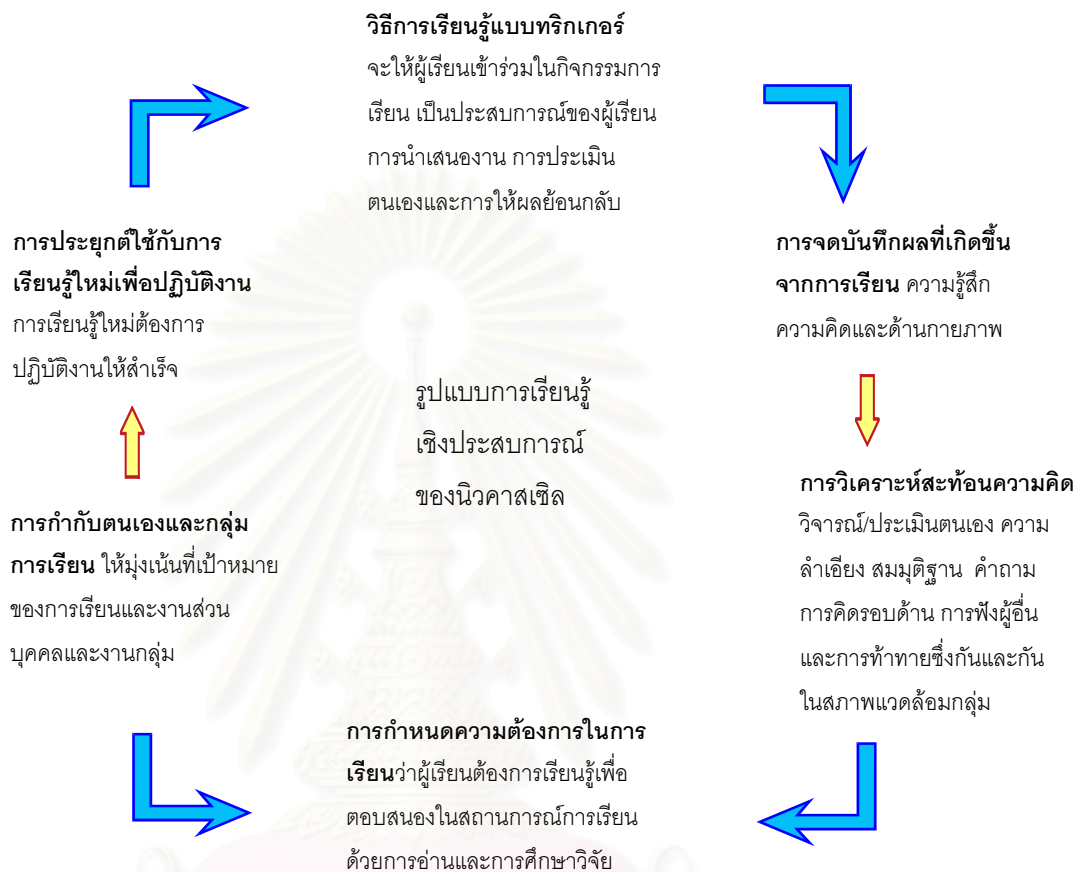 วิธีการเรียนรู้แบบทริกเกอร์
จะให้ผู้เรียนเข้าร่วมในกิจกรรมการ
เรียน เป็นประสบการณ์ของผู้เรียน
การนำเสนองาน การประเมิน
ตนเองและการให้ผลย้อนกลับ
การจดบันทึกผลที่เกิดขึ้น
จากการเรียน ความรู้สึก
ความคิดและด้านกายภาพ
การวิเคราะห์สะท้อนความคิด
วิจารณ์/ประเมินตนเอง ความ
ลำเอียง สมมุติฐาน คำถาม
การคิดรอบด้าน การฟังผู้อื่น
และการท้าทายซึ่งกันและกัน
ในสภาพแวดล้อมกลุ่ม
การกำหนดความต้องการในการ
เรียนว่าผู้เรียนต้องการเรียนรู้เพื่อ
ตอบสนองในสถานการณ์การเรียน
ด้วยการอ่านและการศึกษาวิจัย
การกำกับตนเองและกลุ่ม
การเรียน ให้มุ่งเน้นที่เป้าหมาย
ของการเรียนและงานส่วน
บุคคลและงานกลุ่ม
การประยุกต์ใช้กับการ
เรียนรู้ใหม่เพื่อปฏิบัติงาน
การเรียนรู้ใหม่ต้องการ
ปฏิบัติงานให้สำเร็จ
รูปแบบการเรียนรู้
เชิงประสบการณ์
ของนิวคาสเซิล